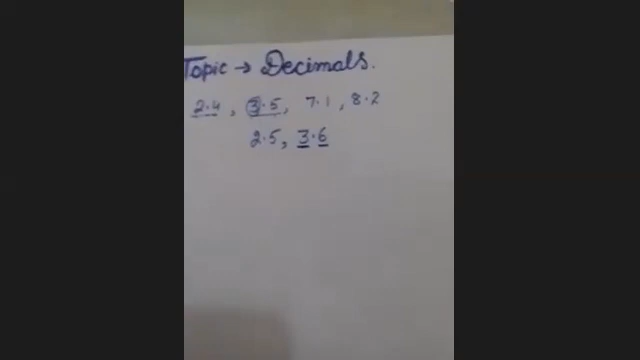 Topic → Decimals.
2.4, 3.5, 7.1, 8.2
2.5, 3.6